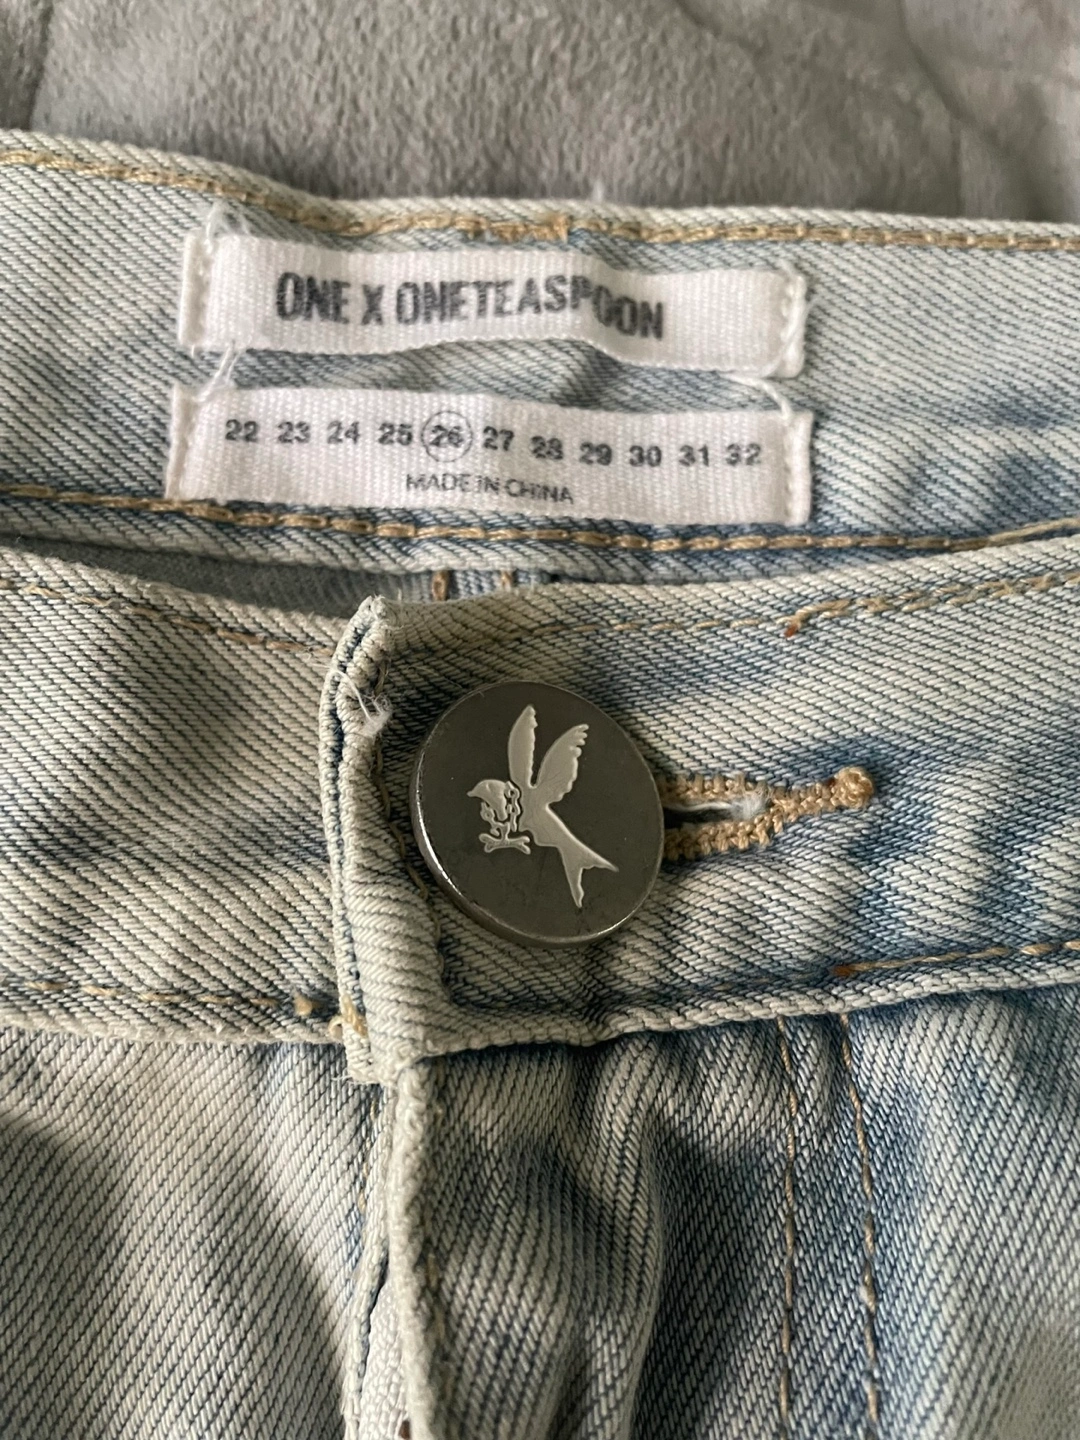 ONE X ONETEASPOON
22 23 24 25 26 27 28 29 30 31 32
MADE IN CHINA